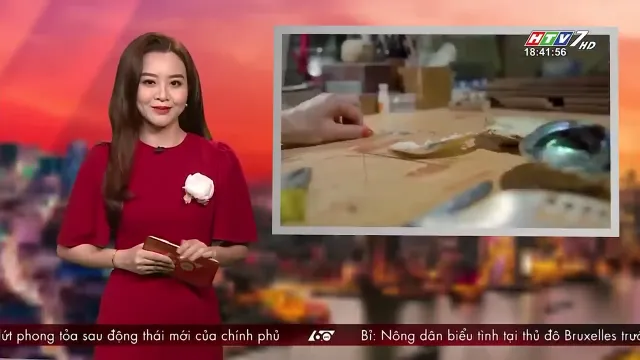 HTV7 HD
18:41:56
ứt phong tỏa sau động thái mới của chính phủ
60
Bỉ: Nông dân biểu tình tại thủ đô Bruxelles trư